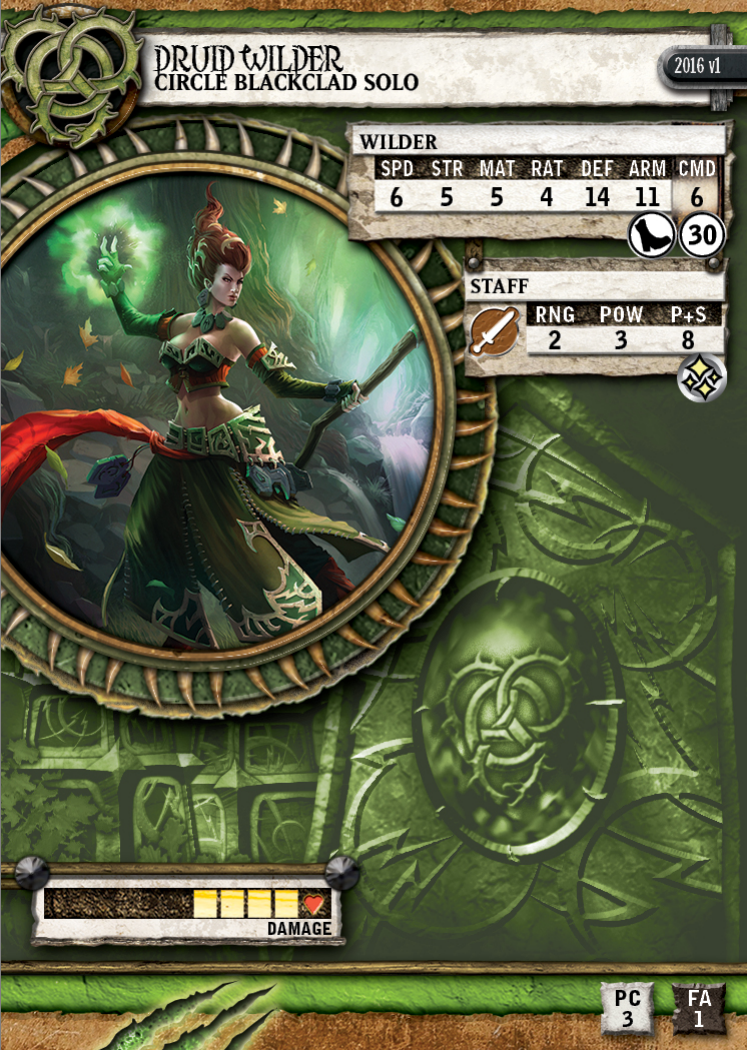 DRUID WILDER
CIRCLE BLACKCLAD SOLO
2016 v1
WILDER
SPD STR MAT RAT DEF ARM CMD
6 5 5 4 14 11 6
30
STAFF
RNG POW P+S
2 3 8
DAMAGE
PC FA
3 1